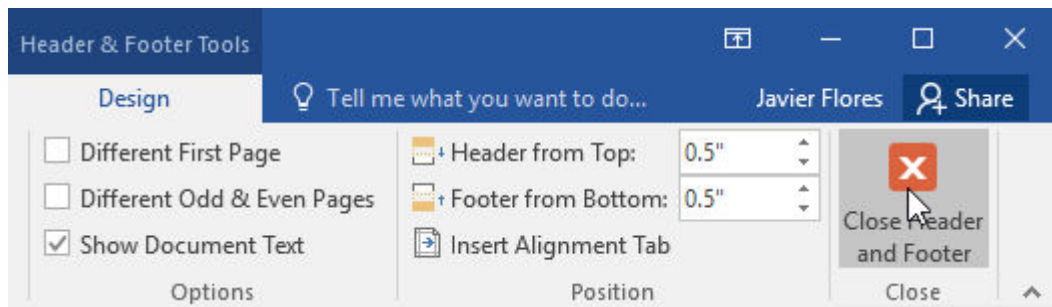 Header & Footer Tools
Design
Tell me what you want to do...
Javier Flores
Share
Different First Page
Different Odd & Even Pages
Show Document Text
Options
Header from Top: 0.5"
Footer from Bottom: 0.5"
Insert Alignment Tab
Position
Close Header
and Footer
Close